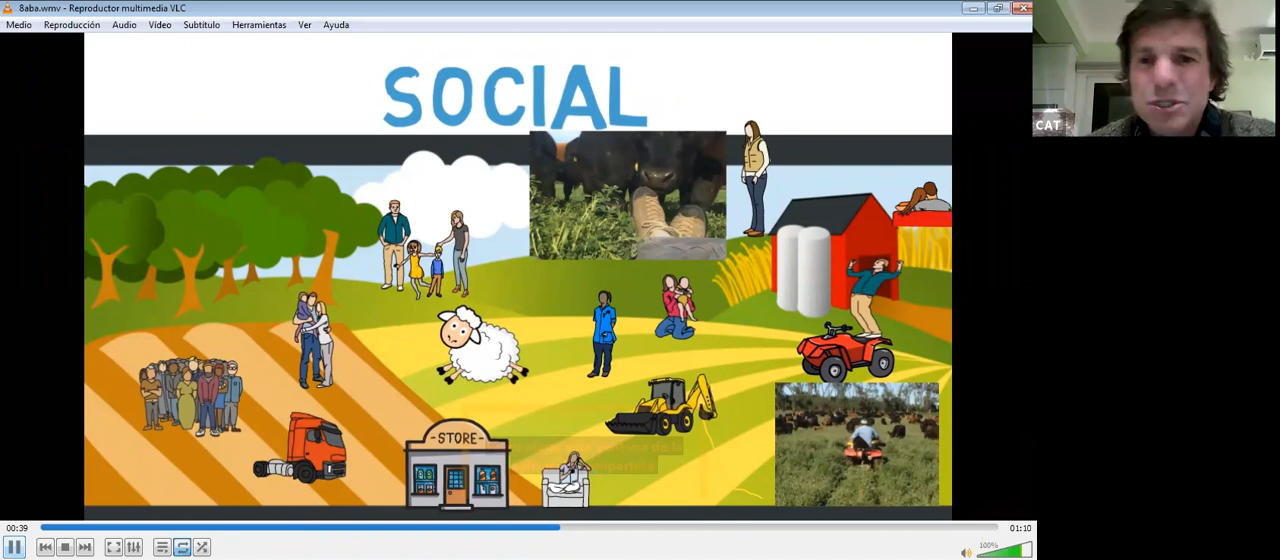 8aba.wmv - Reproductor multimedia VLC
Medio Reproducción Audio Vídeo Subtítulo Herramientas Ver Ayuda
SOCIAL
CAT
-STORE-
00:39
01:10
100%